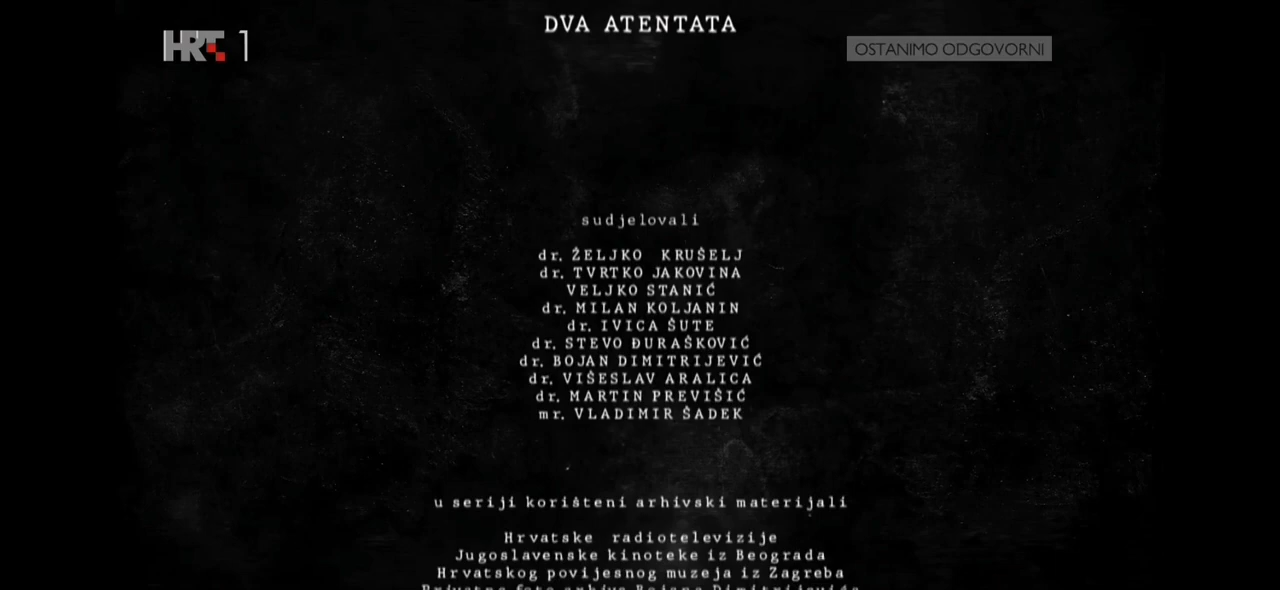 DVA ATENTATA
HRT 1
OSTANIMO ODGOVORNI
sudjelovali
dr. ŽELJKO KRUŠELJ
dr. TVRTKO JAKOVINA
VELJKO STANIĆ
dr. MILAN KOLJANIN
dr. IVICA ŠUTE
dr. STEVO ĐURAŠKOVIĆ
dr. BOJAN DIMITRIJEVIĆ
dr. VIŠESLAV ARALICA
dr. MARTIN PREVIŠIĆ
mr. VLADIMIR ŠADEK
u seriji korišteni arhivski materijali
Hrvatske radiotelevizije
Jugoslavenske kinoteke iz Beograda
Hrvatskog povijesnog muzeja iz Zagreba